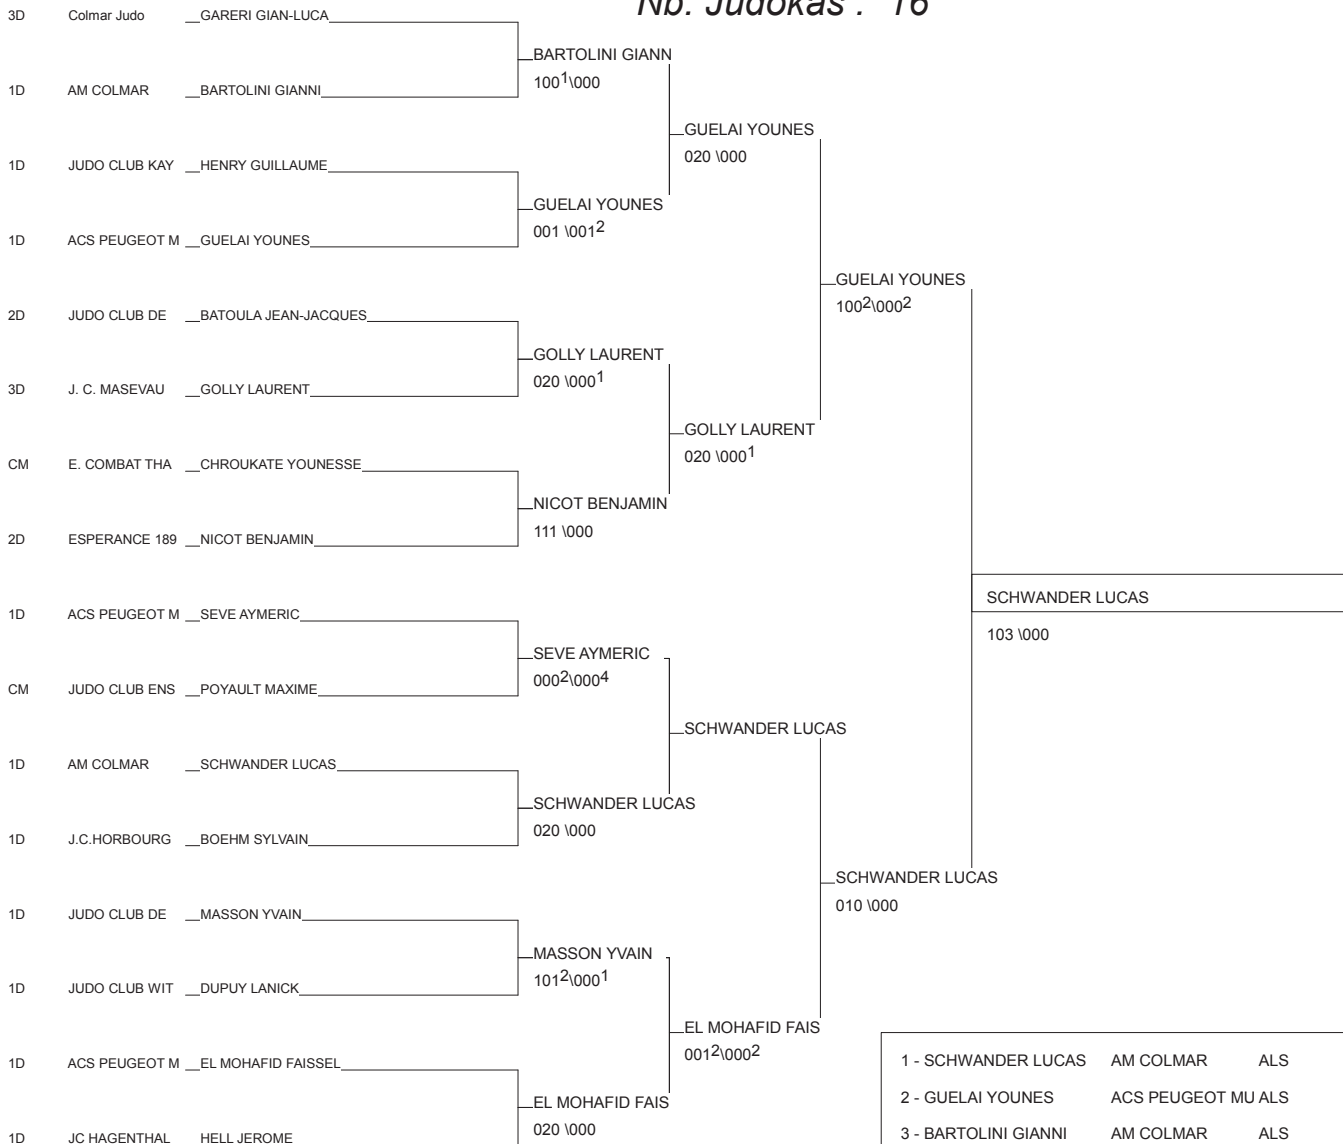 Nb. Judokas : 16
3D Colmar Judo GARERI GIAN-LUCA
BARTOLINI GIANN
100¹\000
1D AM COLMAR BARTOLINI GIANNI
GUELAI YOUNES
020 \000
1D JUDO CLUB KAY HENRY GUILLAUME
GUELAI YOUNES
001 \001²
1D ACS PEUGEOT M GUELAI YOUNES
GUELAI YOUNES
100²\000²
2D JUDO CLUB DE BATOULA JEAN-JACQUES
GOLLY LAURENT
020 \000¹
3D J. C. MASEVAU GOLLY LAURENT
GOLLY LAURENT
020 \000¹
CM E. COMBAT THA CHROUKATE YOUNESSE
NICOT BENJAMIN
111 \000
2D ESPERANCE 189 NICOT BENJAMIN
SCHWANDER LUCAS
103 \000
1D ACS PEUGEOT M SEVE AYMERIC
SEVE AYMERIC
000²\000⁴
CM JUDO CLUB ENS POYAULT MAXIME
SCHWANDER LUCAS
1D AM COLMAR SCHWANDER LUCAS
SCHWANDER LUCAS
020 \000
1D J.C.HORBOURG BOEHM SYLVAIN
SCHWANDER LUCAS
010 \000
1D JUDO CLUB DE MASSON YVAIN
MASSON YVAIN
101²\000¹
1D JUDO CLUB WIT DUPUY LANICK
EL MOHAFID FAIS
001²\000²
1D ACS PEUGEOT M EL MOHAFID FAISSEL
EL MOHAFID FAIS
020 \000
1D JC HAGENTHAL HELL JEROME
1 - SCHWANDER LUCAS AM COLMAR ALS
2 - GUELAI YOUNES ACS PEUGEOT MU ALS
3 - BARTOLINI GIANNI AM COLMAR ALS